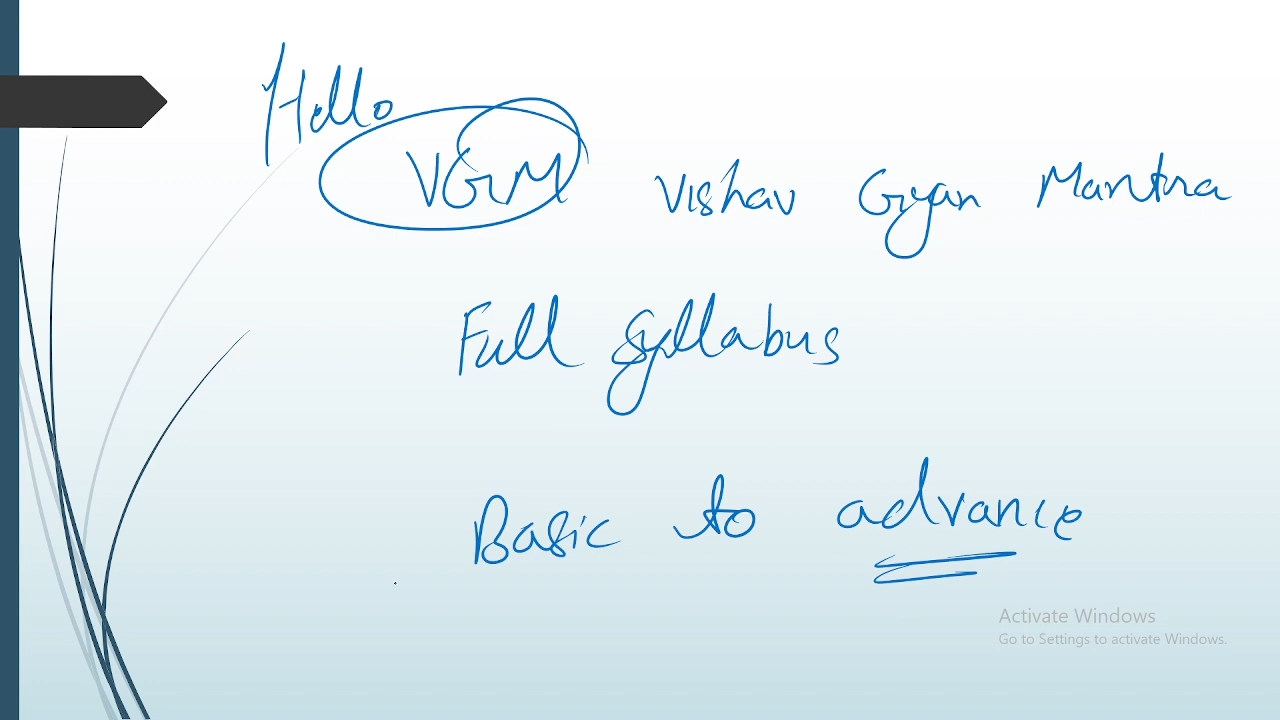 Hello
VGM Vishav Gyan Mantra
Full Syllabus
Basic to advance
Activate Windows
Go to Settings to activate Windows.